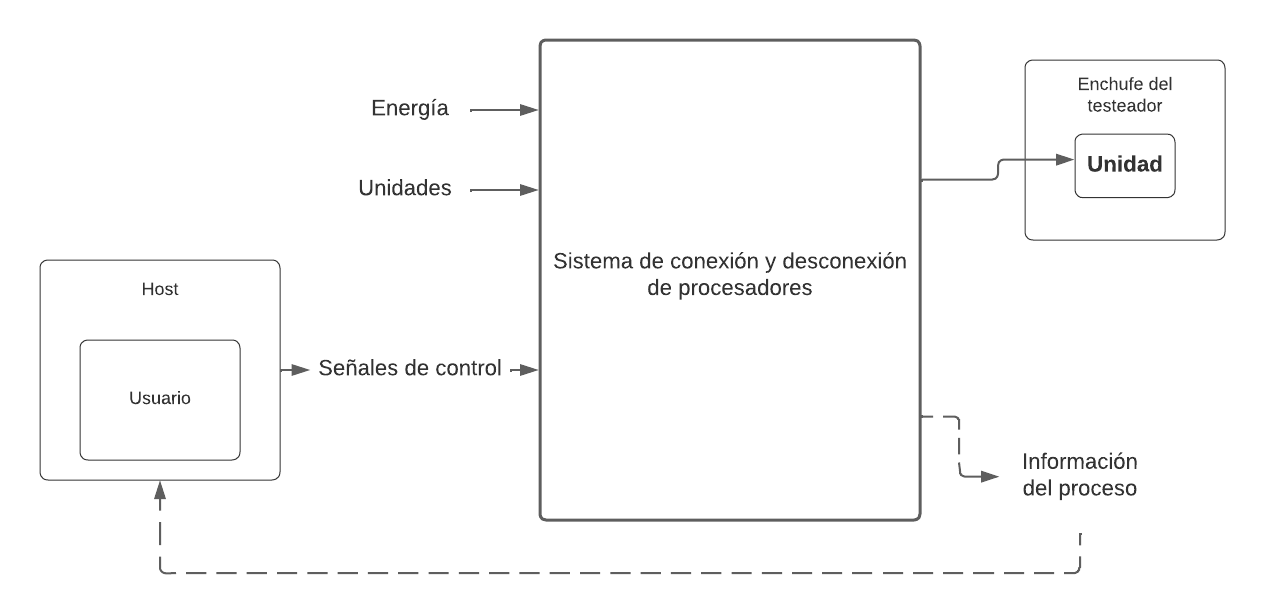 Energía
Unidades
Host
Usuario
Señales de control
Sistema de conexión y desconexión
de procesadores
Enchufe del
testeador
Unidad
Información
del proceso